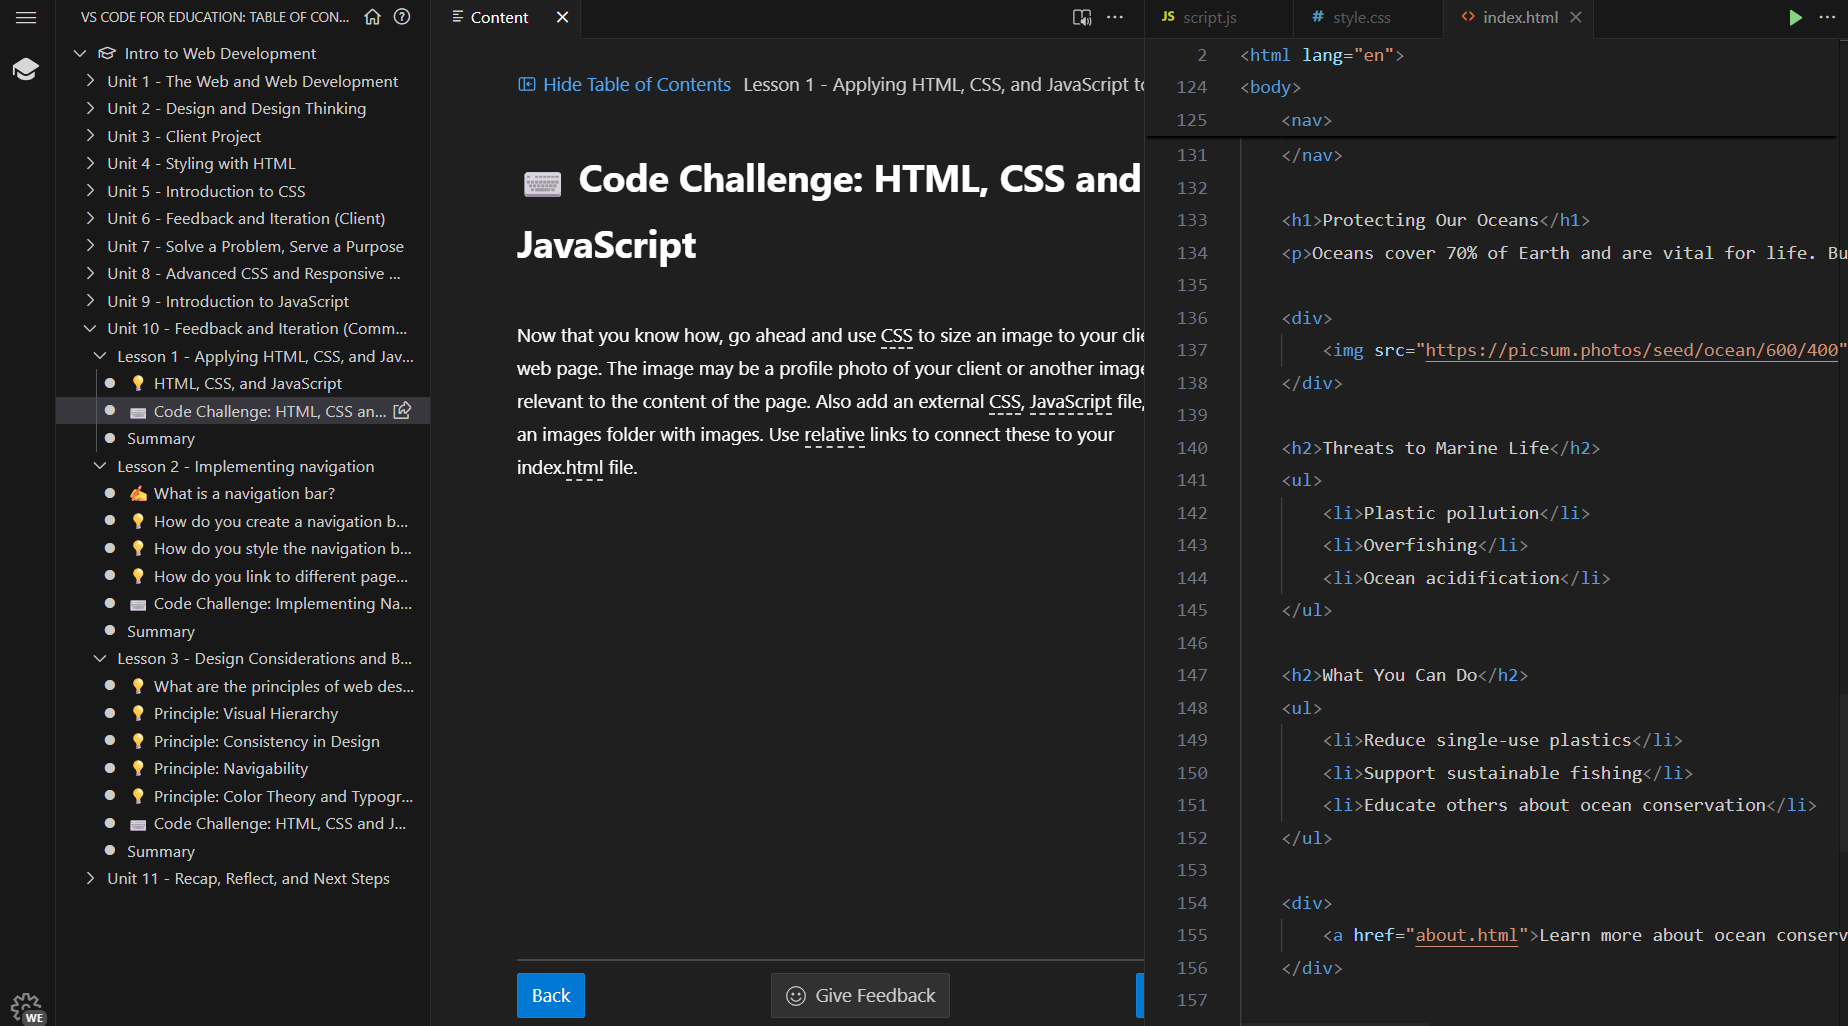 VS CODE FOR EDUCATION: TABLE OF CON...
Intro to Web Development
Unit 1 - The Web and Web Development
Unit 2 - Design and Design Thinking
Unit 3 - Client Project
Unit 4 - Styling with HTML
Unit 5 - Introduction to CSS
Unit 6 - Feedback and Iteration (Client)
Unit 7 - Solve a Problem, Serve a Purpose
Unit 8 - Advanced CSS and Responsive ...
Unit 9 - Introduction to JavaScript
Unit 10 - Feedback and Iteration (Comm...
Lesson 1 - Applying HTML, CSS, and Jav...
HTML, CSS, and JavaScript
Code Challenge: HTML, CSS an...
Summary
Lesson 2 - Implementing navigation
What is a navigation bar?
How do you create a navigation b...
How do you style the navigation b...
How do you link to different page...
Code Challenge: Implementing Na...
Summary
Lesson 3 - Design Considerations and B...
What are the principles of web des...
Principle: Visual Hierarchy
Principle: Consistency in Design
Principle: Navigability
Principle: Color Theory and Typogr...
Code Challenge: HTML, CSS and J...
Summary
Unit 11 - Recap, Reflect, and Next Steps
WE
Content
Hide Table of Contents Lesson 1 - Applying HTML, CSS, and JavaScript to
Code Challenge: HTML, CSS and
JavaScript
Now that you know how, go ahead and use CSS to size an image to your clie
web page. The image may be a profile photo of your client or another image
relevant to the content of the page. Also add an external CSS, JavaScript file,
an images folder with images. Use relative links to connect these to your
index.html file.
Back
Give Feedback
JS script.js
# style.css
<> index.html
2 <html lang="en">
124 <body>
125 <nav>
131 </nav>
132
133 <h1>Protecting Our Oceans</h1>
134 <p>Oceans cover 70% of Earth and are vital for life. Bu
135
136 <div>
137 <img src="https://picsum.photos/seed/ocean/600/400"
138 </div>
139
140 <h2>Threats to Marine Life</h2>
141 <ul>
142 <li>Plastic pollution</li>
143 <li>Overfishing</li>
144 <li>Ocean acidification</li>
145 </ul>
146
147 <h2>What You Can Do</h2>
148 <ul>
149 <li>Reduce single-use plastics</li>
150 <li>Support sustainable fishing</li>
151 <li>Educate others about ocean conservation</li>
152 </ul>
153
154 <div>
155 <a href="about.html">Learn more about ocean conserv
156 </div>
157